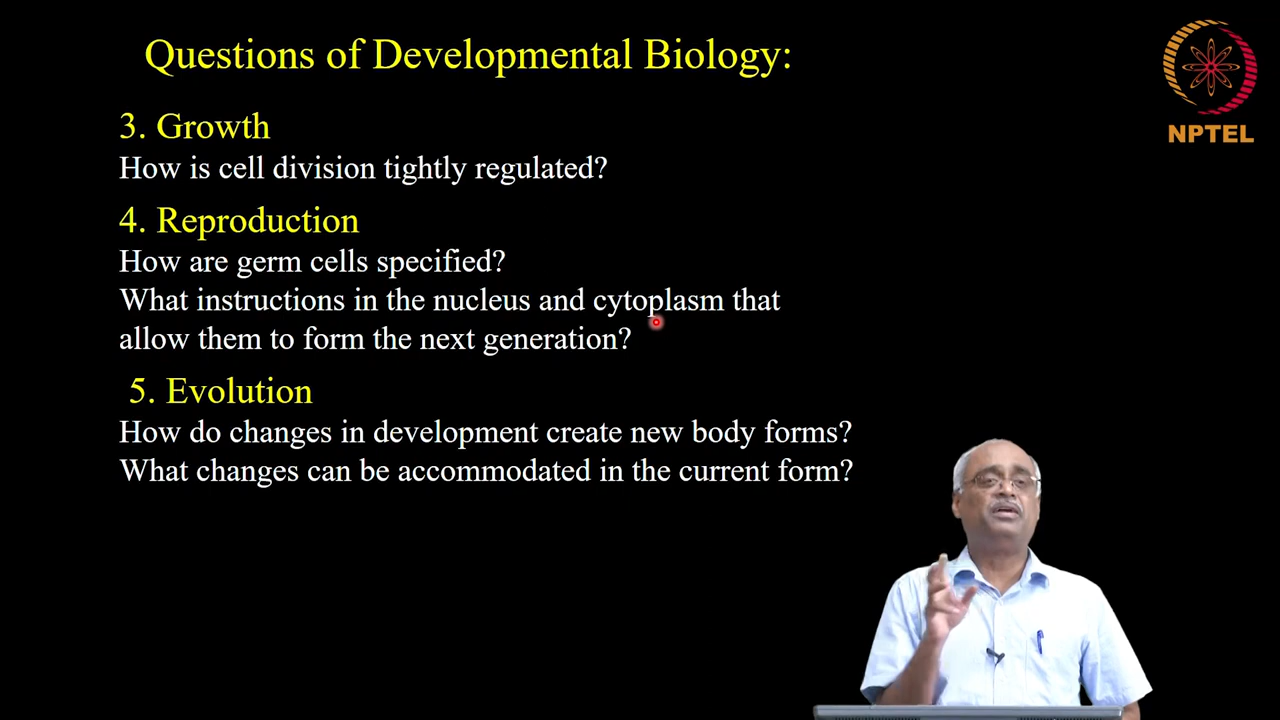 Questions of Developmental Biology:
NPTEL
3. Growth
How is cell division tightly regulated?
4. Reproduction
How are germ cells specified?
What instructions in the nucleus and cytoplasm that
allow them to form the next generation?
5. Evolution
How do changes in development create new body forms?
What changes can be accommodated in the current form?